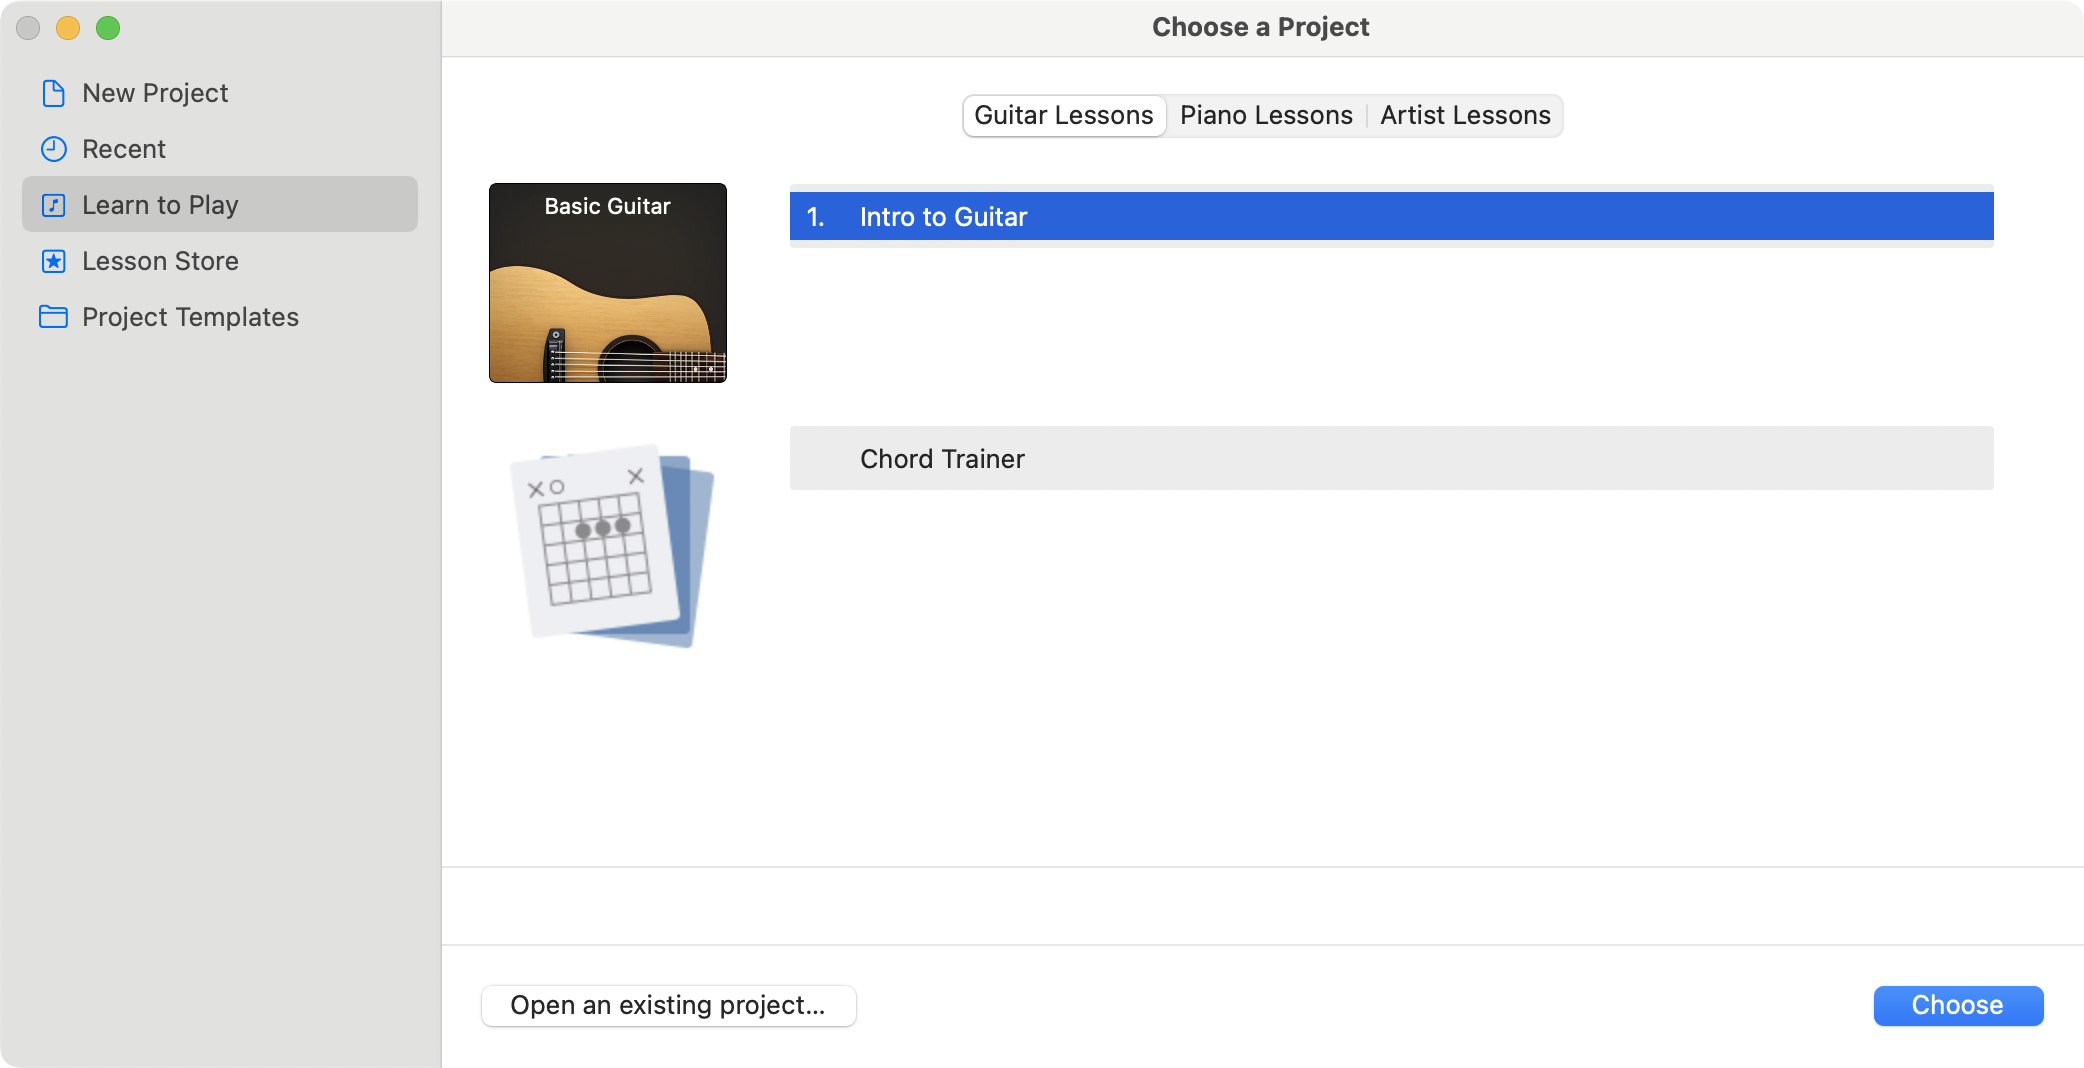 Choose a Project
New Project
Recent
Learn to Play
Lesson Store
Project Templates
Guitar Lessons
Piano Lessons
Artist Lessons
Basic Guitar
1. Intro to Guitar
Chord Trainer
Open an existing project...
Choose